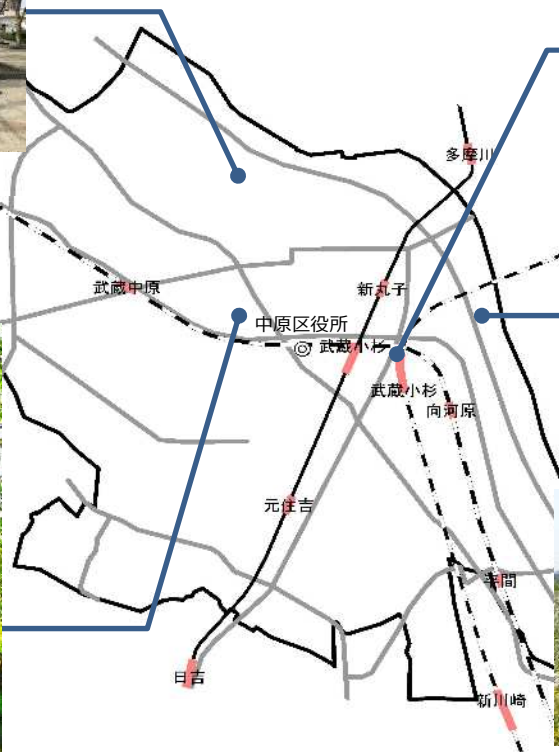 多摩川
武蔵中原
新丸子
中原区役所
武蔵小杉
武蔵小杉
向河原
元住吉
平間
日吉
新川崎